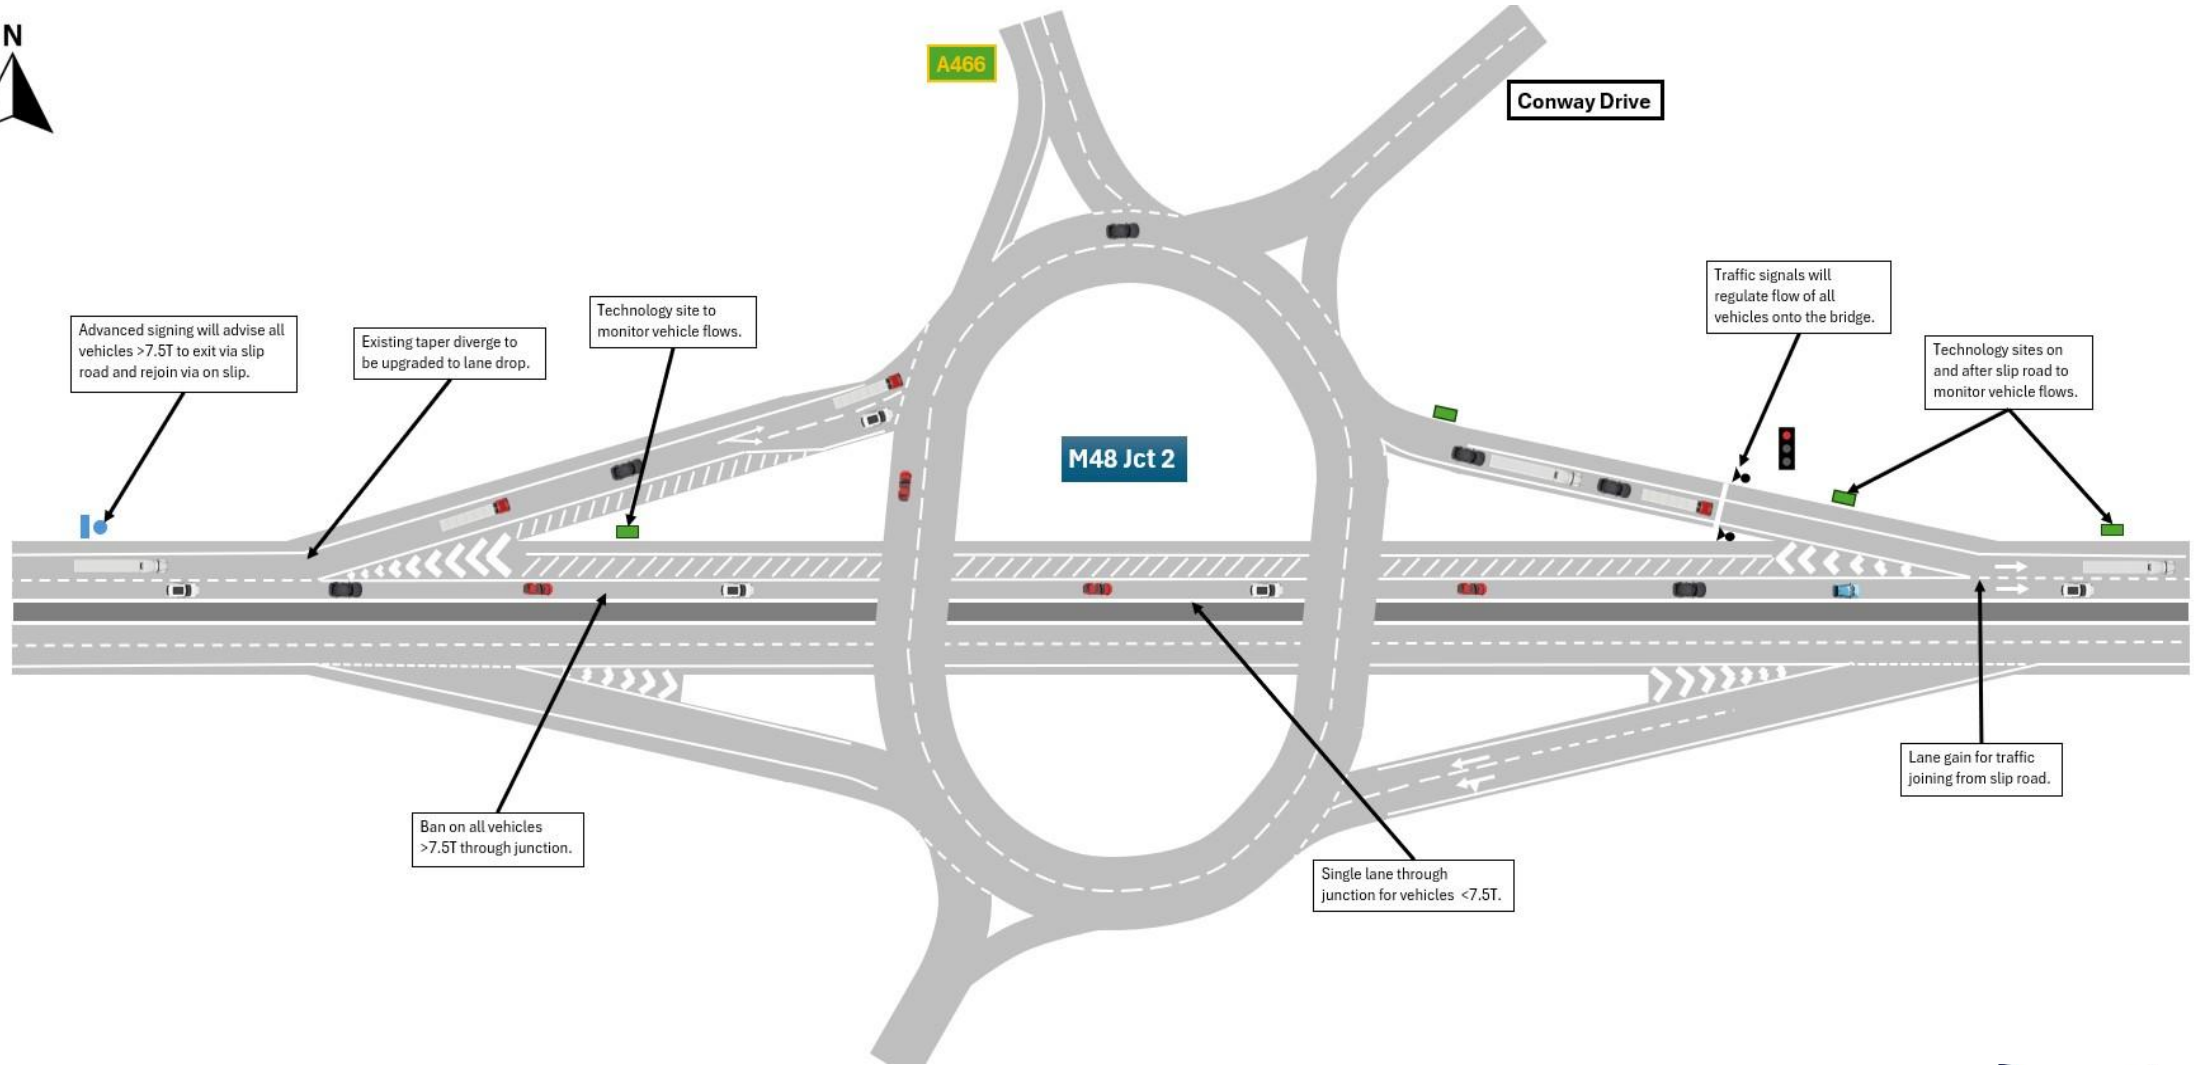 N
A466
Conway Drive
Traffic signals will
regulate flow of all
vehicles onto the bridge.
Technology site to
monitor vehicle flows.
Advanced signing will advise all
vehicles >7.5T to exit via slip
road and rejoin via on slip.
Existing taper diverge to
be upgraded to lane drop.
Technology sites on
and after slip road to
monitor vehicle flows.
M48 Jct 2
Lane gain for traffic
joining from slip road.
Ban on all vehicles
>7.5T through junction.
Single lane through
junction for vehicles <7.5T.